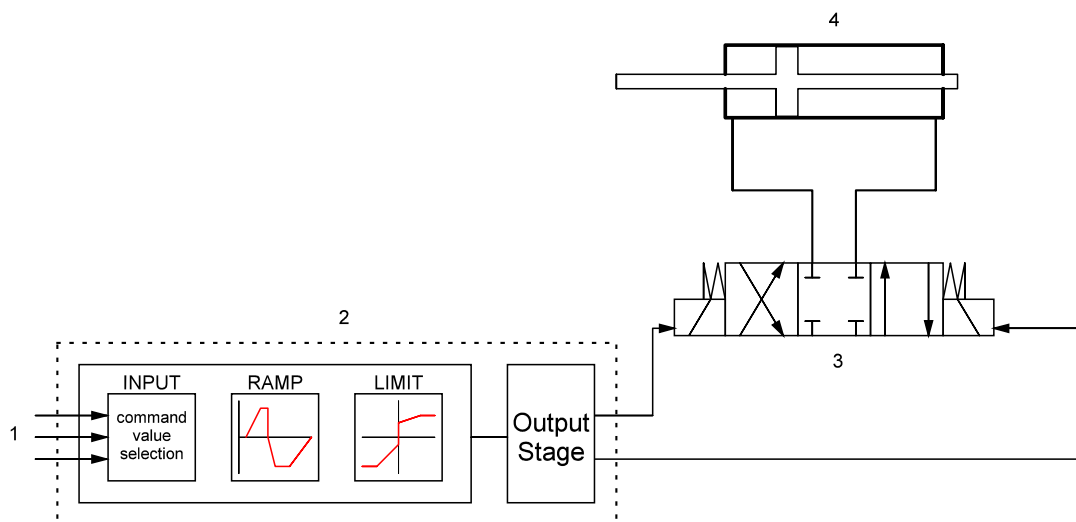 4
3
2
INPUT
RAMP
LIMIT
command
value
selection
Output
Stage
1